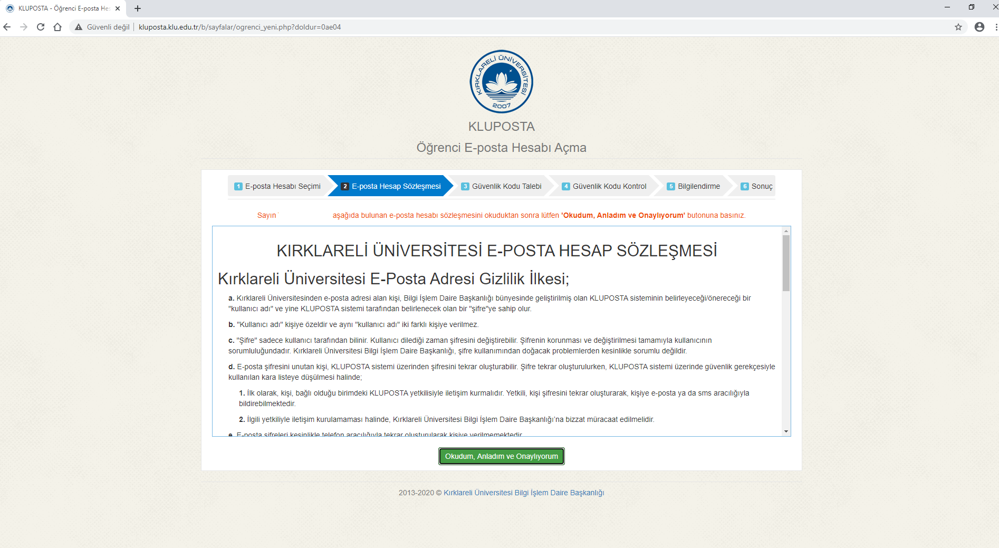 KLUPOSTA - Öğrenci E-posta Hes
Güvenli değil
kluposta.klu.edu.tr/b/sayfalar/ogrenci_yeni.php?doldur=0ae04
KIRKLARELİ ÜNİVERSİTESİ
2007
KLUPOSTA
Öğrenci E-posta Hesabı Açma
1 E-posta Hesabı Seçimi 2 E-posta Hesap Sözleşmesi 3 Güvenlik Kodu Talebi 4 Güvenlik Kodu Kontrol 5 Bilgilendirme 6 Sonuç
Sayın aşağıda bulunan e-posta hesabı sözleşmesini okuduktan sonra lütfen 'Okudum, Anladım ve Onaylıyorum' butonuna basınız.
KIRKLARELİ ÜNİVERSİTESİ E-POSTA HESAP SÖZLEŞMESİ
Kırklareli Üniversitesi E-Posta Adresi Gizlilik İlkesi;
a. Kırklareli Üniversitesinden e-posta adresi alan kişi, Bilgi İşlem Daire Başkanlığı bünyesinde geliştirilmiş olan KLUPOSTA sisteminin belirleyeceği/önereceği bir
"kullanıcı adı" ve yine KLUPOSTA sistemi tarafından belirlenecek olan bir "şifre"ye sahip olur.
b. "Kullanıcı adı" kişiye özeldir ve aynı "kullanıcı adı" iki farklı kişiye verilmez.
c. "Şifre" sadece kullanıcı tarafından bilinir. Kullanıcı dilediği zaman şifresini değiştirebilir. Şifrenin korunması ve değiştirilmesi tamamıyla kullanıcının
sorumluluğundadır. Kırklareli Üniversitesi Bilgi İşlem Daire Başkanlığı, şifre kullanımından doğacak problemlerden kesinlikle sorumlu değildir.
d. E-posta şifresini unutan kişi, KLUPOSTA sistemi üzerinden şifresini tekrar oluşturabilir. Şifre tekrar oluşturulurken, KLUPOSTA sistemi üzerinde güvenlik gerekçesiyle
kullanılan kara listeye düşülmesi halinde;
1. İlk olarak, kişi, bağlı olduğu birimdeki KLUPOSTA yetkilisiyle iletişim kurmalıdır. Yetkili, kişi şifresini tekrar oluşturarak, kişiye e-posta ya da sms aracılığıyla
bildirebilmektedir.
2. İlgili yetkiliyle iletişim kurulamaması halinde, Kırklareli Üniversitesi Bilgi İşlem Daire Başkanlığı'na bizzat müracaat edilmelidir.
e. E-posta şifreleri kesinlikle telefon aracılığıyla tekrar oluşturularak kişiye verilmemektedir.
Okudum, Anladım ve Onaylıyorum
2013-2020 © Kırklareli Üniversitesi Bilgi İşlem Daire Başkanlığı